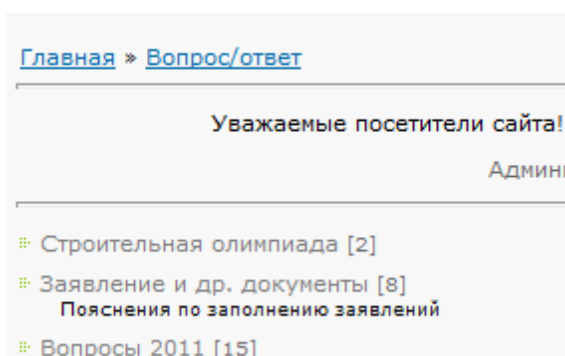 Главная » Вопрос/ответ
Уважаемые посетители сайта!
Строительная олимпиада [2]
Заявление и др. документы [8]
Пояснения по заполнению заявлений
Вопросы 2011 [15]